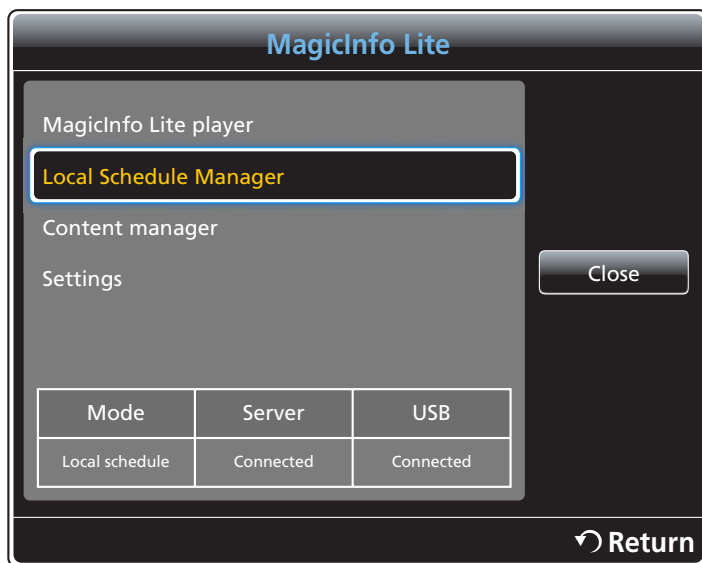 MagicInfo Lite
MagicInfo Lite player
Local Schedule Manager
Content manager
Settings
Close
Mode Server USB
Local schedule Connected Connected
Return